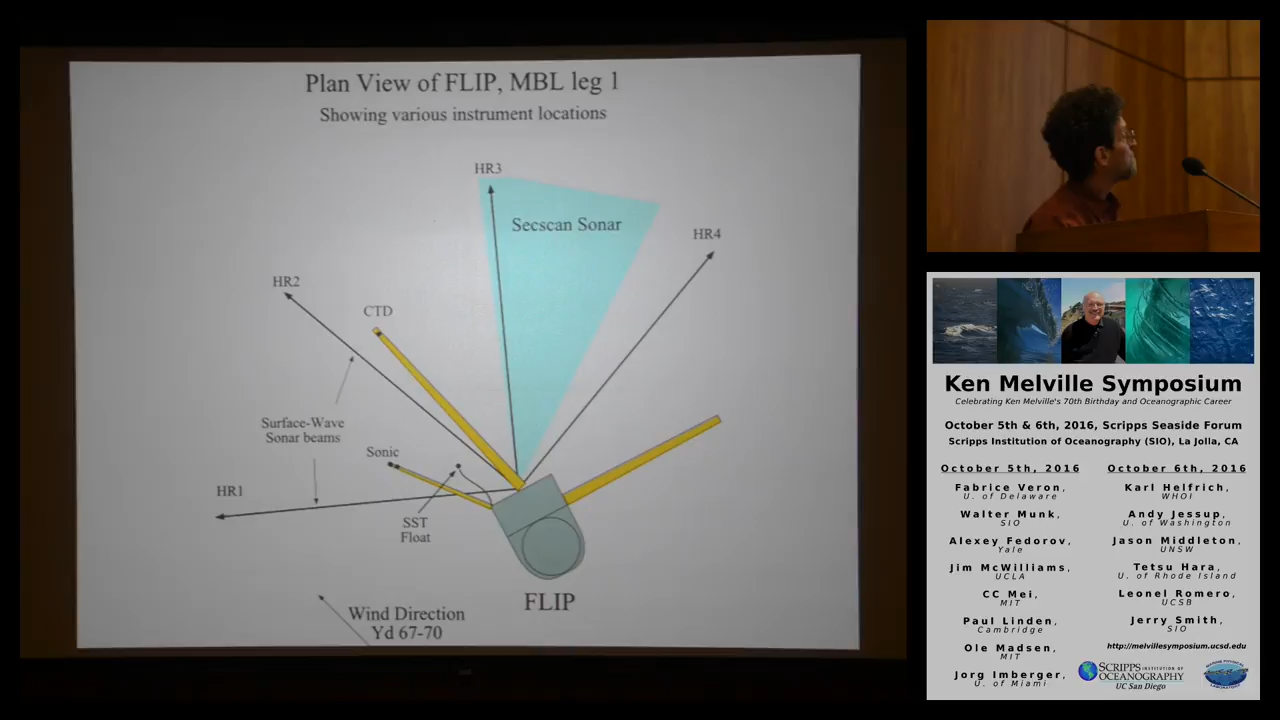 Plan View of FLIP, MBL leg 1
Showing various instrument locations
HR3
Secscan Sonar
HR4
HR2
CTD
Surface-Wave
Sonar beams
Sonic
HR1
SST
Float
FLIP
Wind Direction
Yd 67-70
Ken Melville Symposium
Celebrating Ken Melville's 70th Birthday and Oceanographic Career
October 5th & 6th, 2016, Scripps Seaside Forum
Scripps Institution of Oceanography (SIO), La Jolla, CA
October 5th, 2016
Fabrice Veron,
U. of Delaware
Walter Munk,
SIO
Alexey Fedorov,
Yale
Jim McWilliams,
UCLA
CC Mei,
MIT
Paul Linden,
Cambridge
Ole Madsen,
MIT
Jorg Imberger,
U. of Miami
October 6th, 2016
Karl Helfrich,
WHOI
Andy Jessup,
U. of Washington
Jason Middleton,
UNSW
Tetsu Hara,
U. of Rhode Island
Leonel Romero,
UCSB
Jerry Smith,
SIO
http://melvillesymposium.ucsd.edu
SCRIPPS INSTITUTION OF
OCEANOGRAPHY
UC San Diego